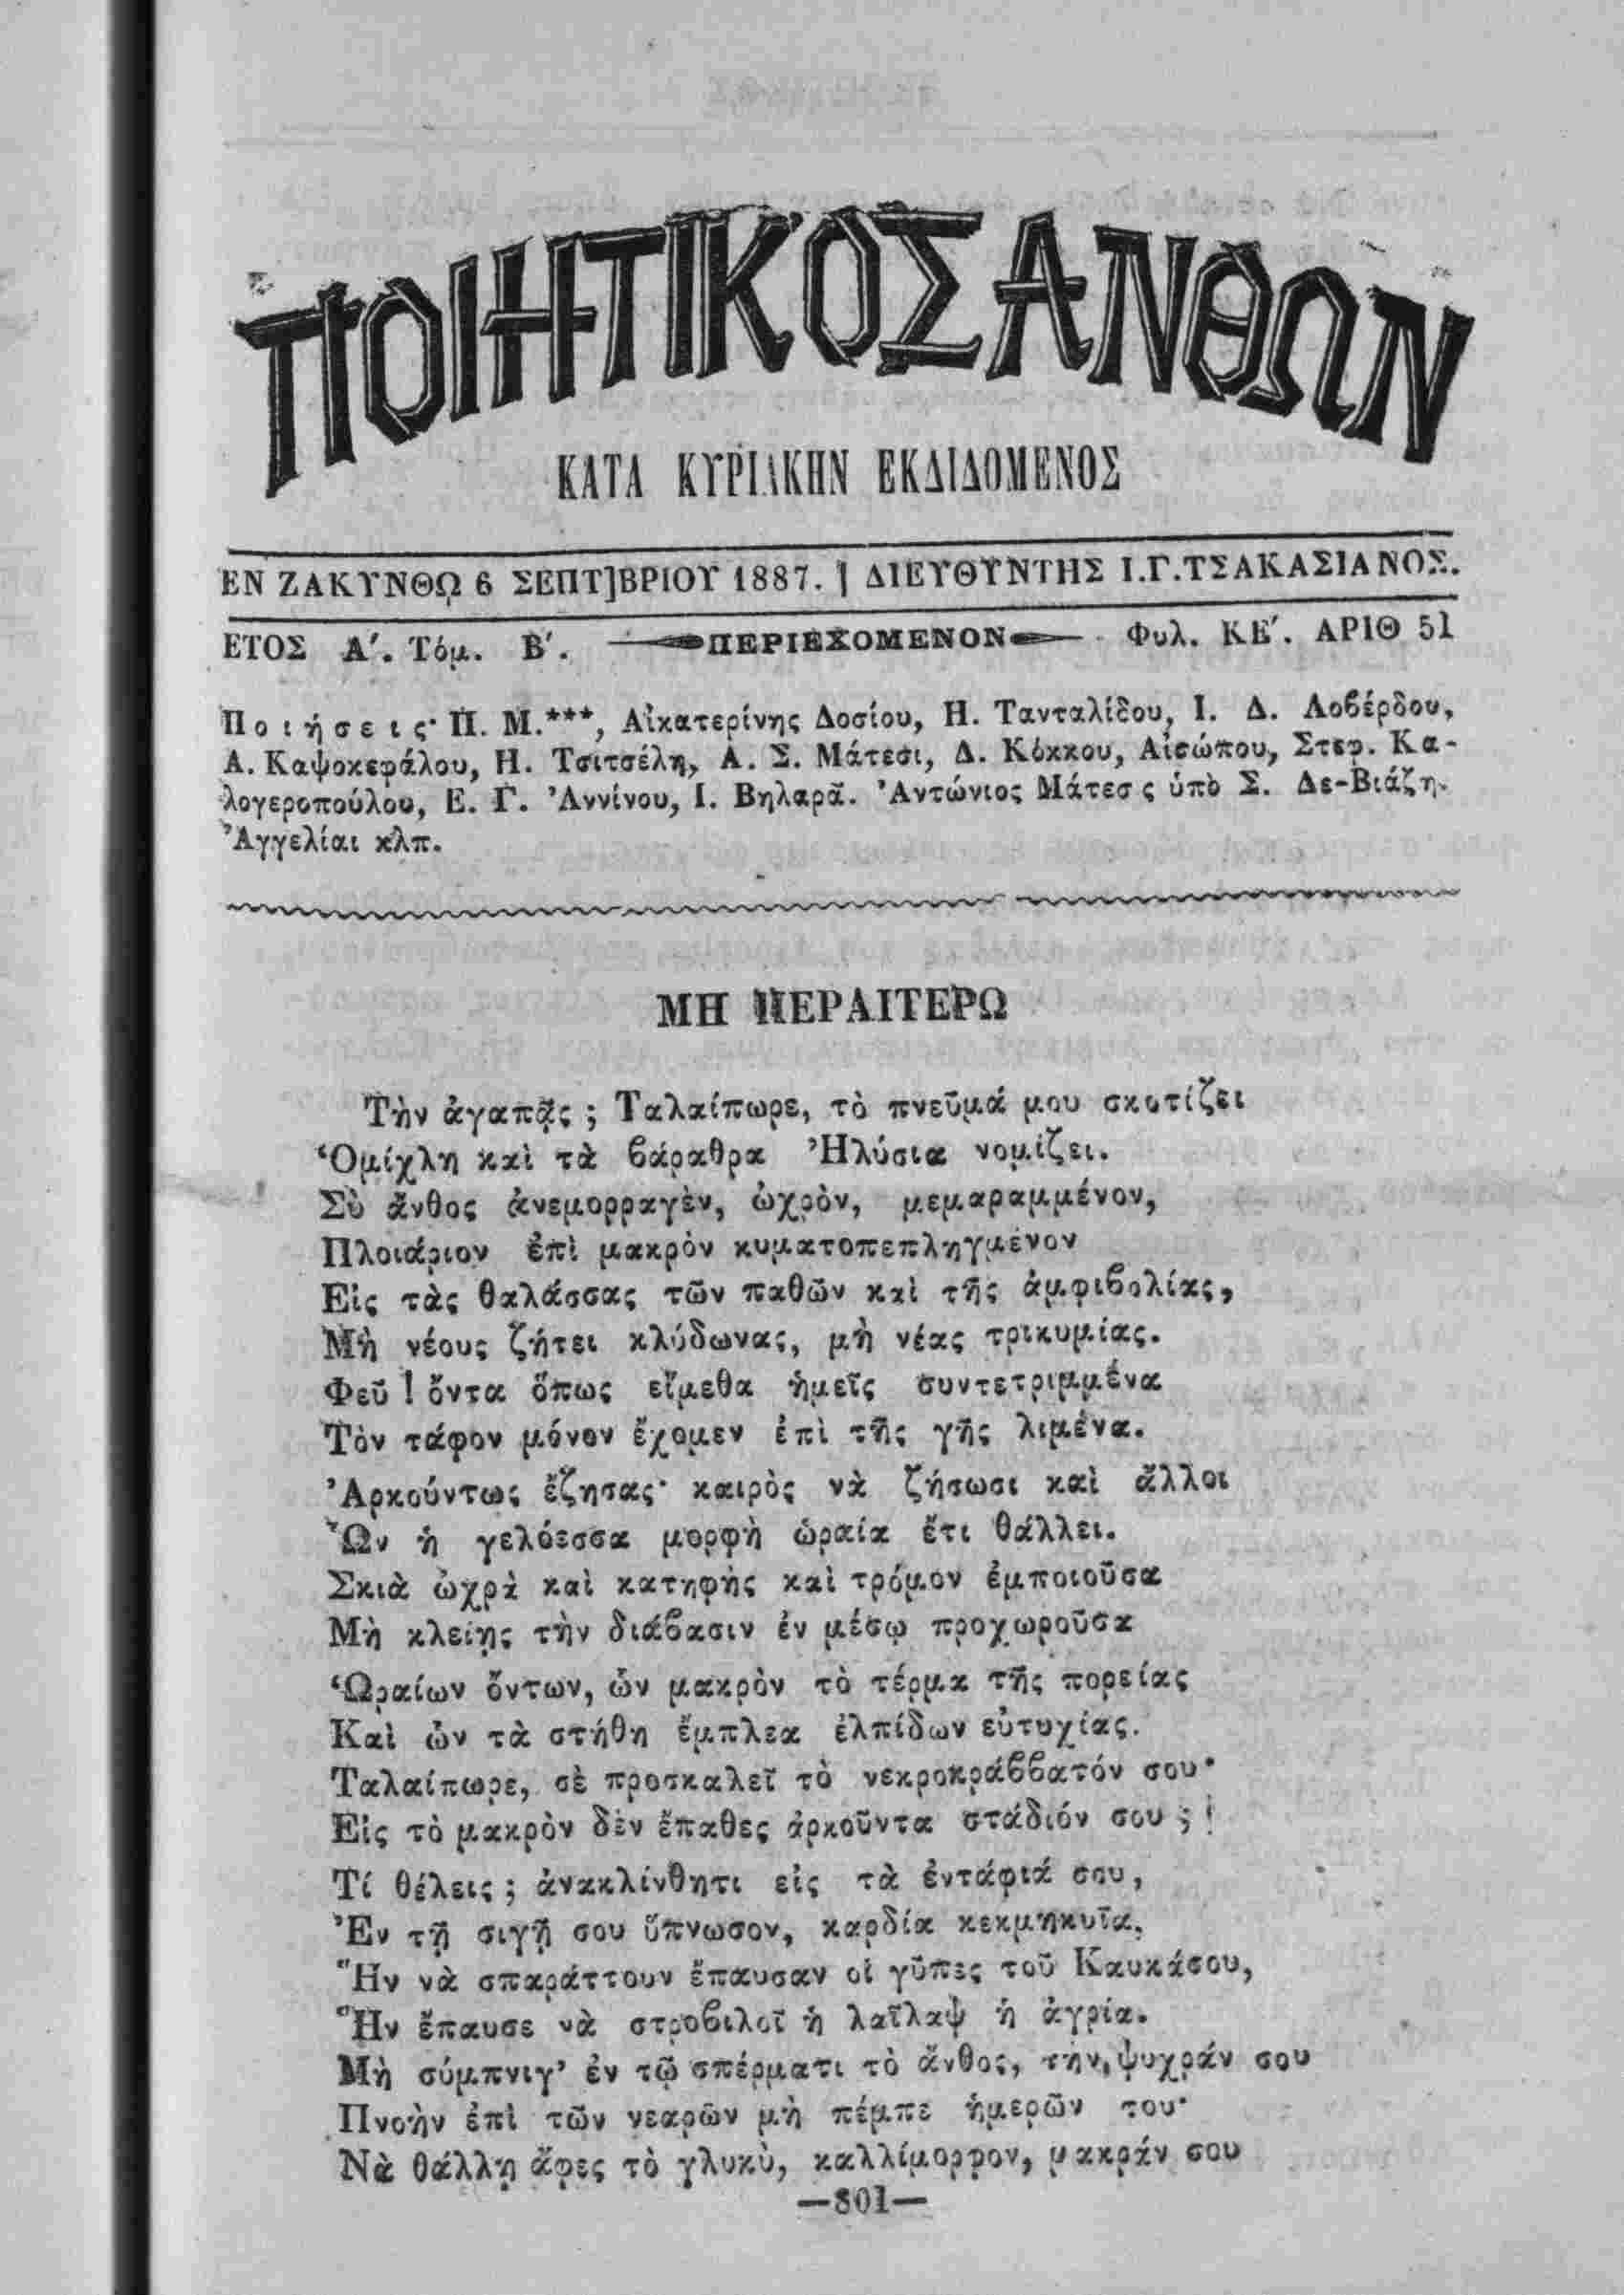 ΠΟΙΗΤΙΚΟΣ ΑΝΘΩΝ
ΚΑΤΑ ΚΥΡΙΑΚΗΝ ΕΚΔΙΔΟΜΕΝΟΣ
ΕΝ ΖΑΚΥΝΘῼ 6 ΣΕΠΤ]ΒΡΙΟΥ 1887. | ΔΙΕΥΘΥΝΤΗΣ Ι.Γ.ΤΣΑΚΑΣΙΑΝΟΣ.
ΕΤΟΣ Α΄. Τόμ. Β΄. ΠΕΡΙΕΧΟΜΕΝΟΝ Φυλ. ΚΕ΄. ΑΡΙΘ 51
Ποιήσεις· Π. Μ.***, Αἰκατερίνης Δοσίου, Η. Τανταλίδου, Ι. Δ. Λοβέρδου,
Α. Καψοκεφάλου, Η. Τσιτσέλη, Α. Σ. Μάτεσι, Δ. Κόκκου, Αἰσώπου, Στεφ. Κα-
λογεροπούλου, Ε. Γ. Ἀννίνου, Ι. Βηλαρᾶ. Ἀντώνιος Μάτεσ ς ὑπὸ Σ. Δε-Βιάζη.
Ἀγγελίαι κλπ.
ΜΗ ΠΕΡΑΙΤΕΡΩ
Τὴν ἀγαπᾷς ; Ταλαίπωρε, τὸ πνεῦμά μου σκοτίζει
Ὁμίχλη καὶ τὰ βάραθρα Ἠλύσια νομίζει.
Σὺ ἄνθος ἀνεμορραγὲν, ὠχρὸν, μεμαραμμένον,
Πλοιάριον ἐπὶ μακρὸν κυματοπεπληγμένον
Εἰς τὰς θαλάσσας τῶν παθῶν καὶ τῆς ἀμφιβολίας,
Μὴ νέους ζήτει κλύδωνας, μὴ νέας τρικυμίας.
Φεῦ ! ὄντα ὅπως εἴμεθα ἡμεῖς συντετριμμένα
Τὸν τάφον μόνον ἔχομεν ἐπὶ τῆς γῆς λιμένα.
Ἀρκούντως ἔζησας· καιρὸς νὰ ζήσωσι καὶ ἄλλοι
Ὧν ἡ γελόεσσα μορφὴ ὡραία ἔτι θάλλει.
Σκιὰ ὠχρὰ καὶ κατηφὴς καὶ τρόμον ἐμποιοῦσα
Μὴ κλείῃς τὴν διάβασιν ἐν μέσῳ προχωροῦσα
Ὡραίων ὄντων, ὧν μακρὸν τὸ τέρμα τῆς πορείας
Καὶ ὧν τὰ στήθη ἔμπλεα ἐλπίδων εὐτυχίας.
Ταλαίπωρε, σὲ προσκαλεῖ τὸ νεκροκράββατόν σου·
Εἰς τὸ μακρὸν δὲν ἔπαθες ἀρκοῦντα στάδιόν σου ; !
Τί θέλεις ; ἀνακλίνθητι εἰς τὰ ἐντάφιά σου,
Ἐν τῇ σιγῇ σου ὕπνωσον, καρδία κεκμηκυῖα,
Ἣν νὰ σπαράττουν ἔπαυσαν οἱ γῦπες τοῦ Καυκάσου,
Ἣν ἔπαυσε νὰ στροβιλοῖ ἡ λαῖλαψ ἡ ἀγρία.
Μὴ σύμπνιγ' ἐν τῷ σπέρματι τὸ ἄνθος, τὴν ψυχράν σου
Πνοὴν ἐπὶ τῶν νεαρῶν μὴ πέμπε ἡμερῶν του·
Νὰ θάλλῃ ἄφες τὸ γλυκὺ, καλλίμορφον, μακράν σου
—801—